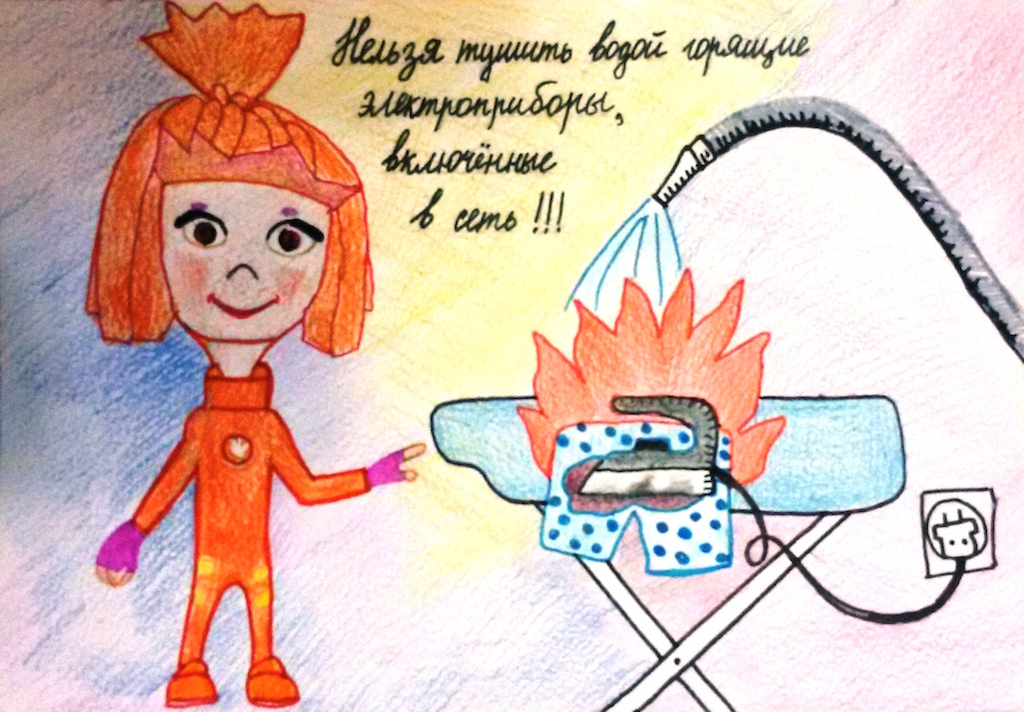 Нельзя тушить водой горящие
электроприборы,
включённые
в сеть !!!